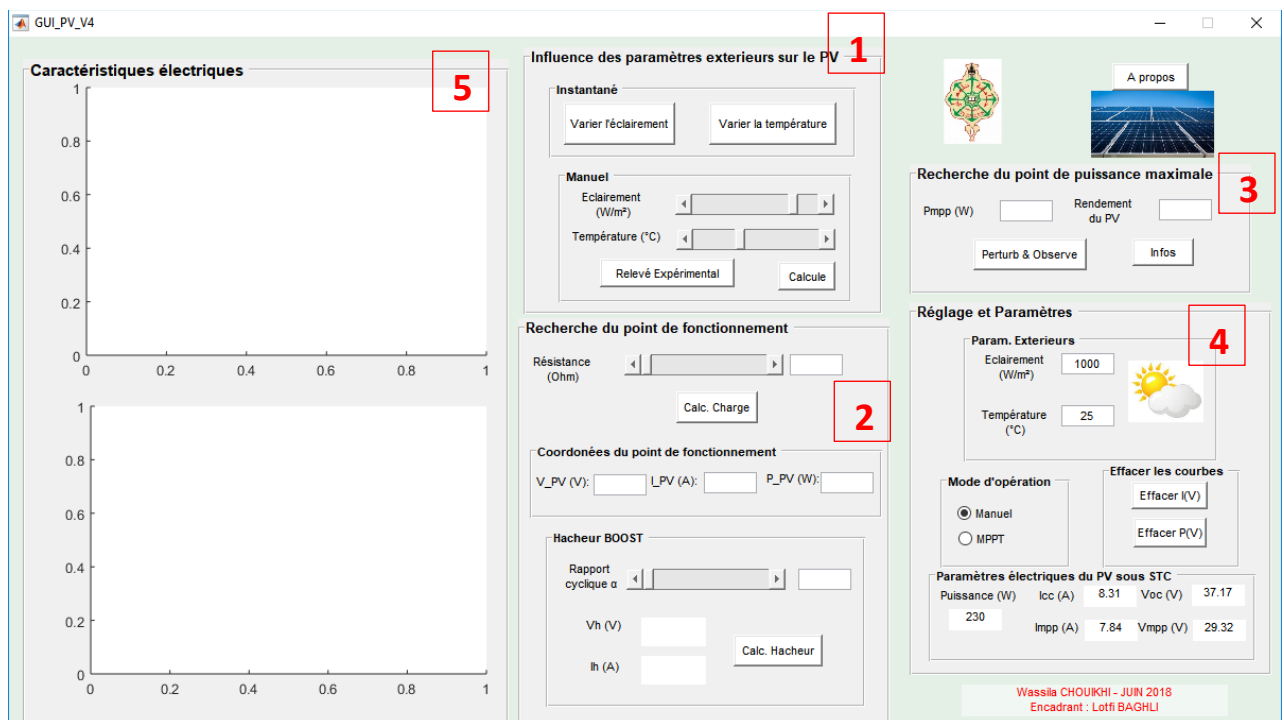 GUI_PV_V4
Caractéristiques électriques
5
1
0.8
0.6
0.4
0.2
0
0
0.2
0.4
0.6
0.8
1
1
0.8
0.6
0.4
0.2
0
0
0.2
0.4
0.6
0.8
1
Influence des paramètres exterieurs sur le PV
1
Instantané
Varier l'éclairement
Varier la température
Manuel
Eclairement
(W/m²)
Température (°C)
Relevé Expérimental
Calcule
Recherche du point de fonctionnement
Résistance
(Ohm)
Calc. Charge
2
Coordonées du point de fonctionnement
V_PV (V):
I_PV (A):
P_PV (W):
Hacheur BOOST
Rapport
cyclique α
Vh (V)
Ih (A)
Calc. Hacheur
A propos
Recherche du point de puissance maximale
3
Pmpp (W)
Rendement
du PV
Perturb & Observe
Infos
Réglage et Paramètres
4
Param. Exterieurs
Eclairement
(W/m²)
1000
Température
(°C)
25
Mode d'opération
Manuel
MPPT
Effacer les courbes
Effacer I(V)
Effacer P(V)
Paramètres électriques du PV sous STC
Puissance (W)
230
Icc (A)
8.31
Voc (V)
37.17
Impp (A)
7.84
Vmpp (V)
29.32
Wassila CHOUIKHI - JUIN 2018
Encadrant : Lotfi BAGHLI